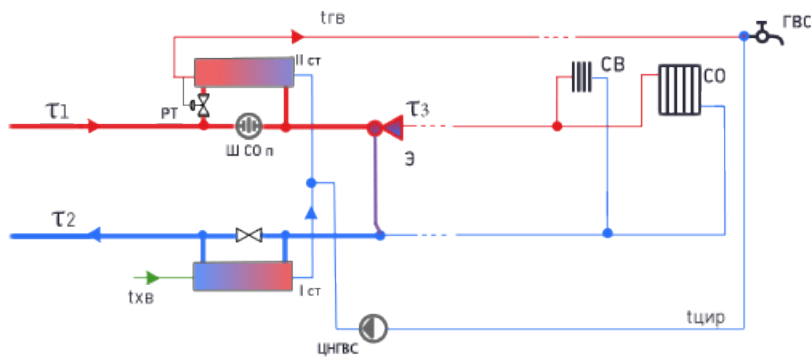 tгв
ГВС
II ст
СВ
СО
τ1
РТ
τ3
Ш СО п
Э
τ2
I ст
tхв
tцир
ЦНГВС